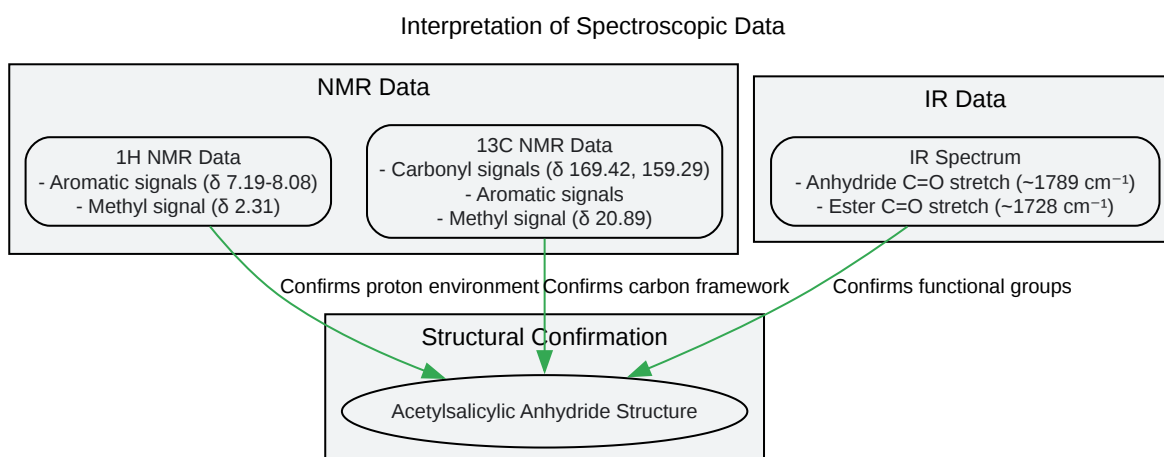 Interpretation of Spectroscopic Data
NMR Data
1H NMR Data
- Aromatic signals (δ 7.19-8.08)
- Methyl signal (δ 2.31)
13C NMR Data
- Carbonyl signals (δ 169.42, 159.29)
- Aromatic signals
- Methyl signal (δ 20.89)
IR Data
IR Spectrum
- Anhydride C=O stretch (~1789 cm⁻¹)
- Ester C=O stretch (~1728 cm⁻¹)
Confirms proton environment
Confirms carbon framework
Confirms functional groups
Structural Confirmation
Acetylsalicylic Anhydride Structure